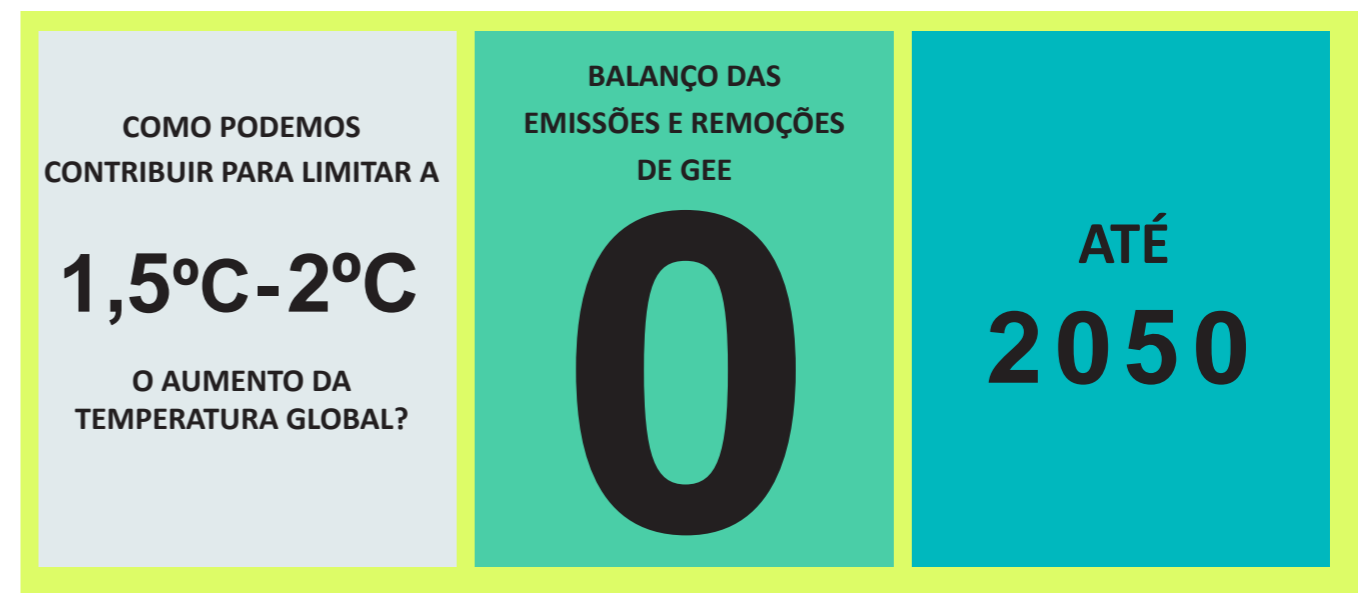 COMO PODEMOS
CONTRIBUIR PARA LIMITAR A
1,5ºC-2ºC
O AUMENTO DA
TEMPERATURA GLOBAL?
BALANÇO DAS
EMISSÕES E REMOÇÕES
DE GEE
0
ATÉ
2050